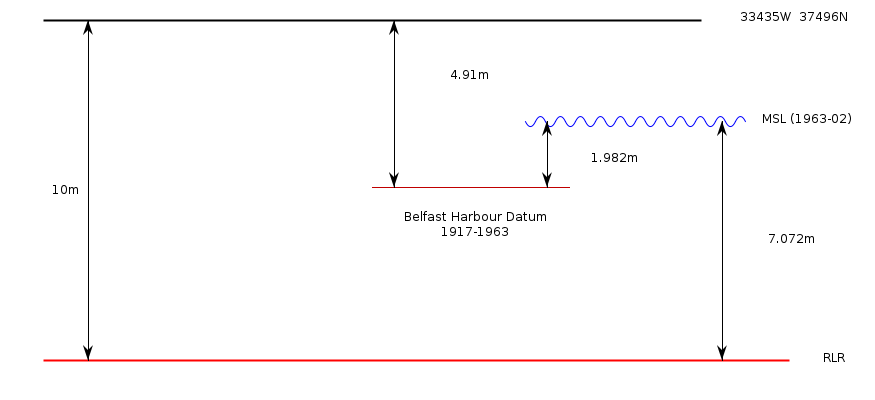 33435W  37496N
4.91m
MSL (1963-02)
1.982m
10m
Belfast Harbour Datum
1917-1963
7.072m
RLR